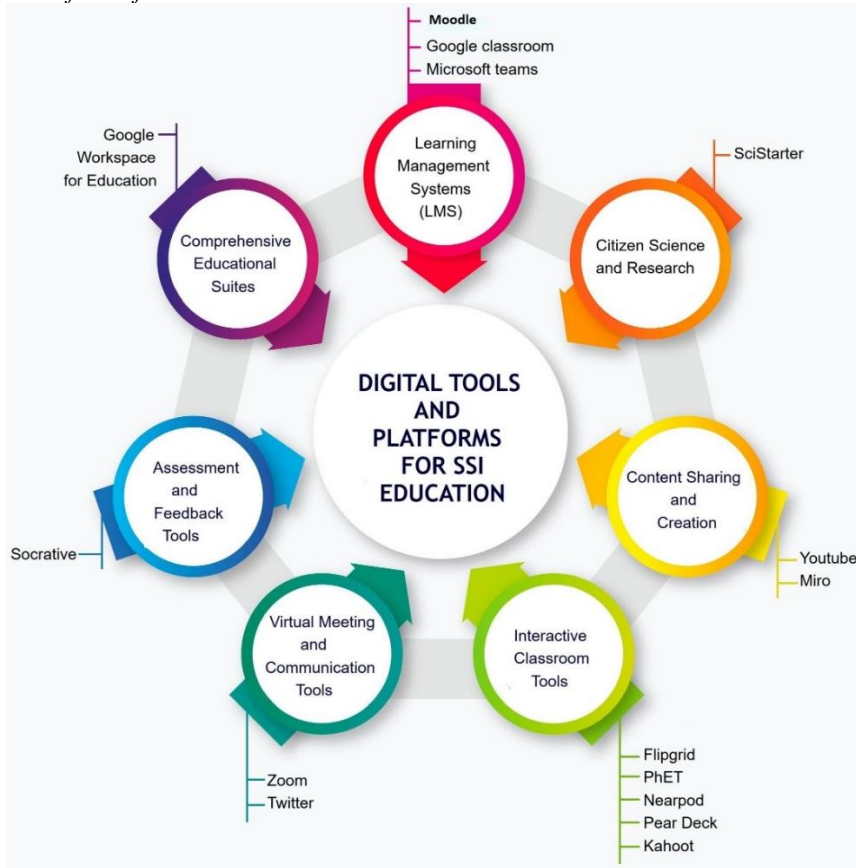 Moodle
Google classroom
Microsoft teams
Learning
Management
Systems
(LMS)
SciStarter
Citizen Science
and Research
Content Sharing
and
Creation
Youtube
Miro
Interactive
Classroom
Tools
Flipgrid
PhET
Nearpod
Pear Deck
Kahoot
Virtual Meeting
and
Communication
Tools
Zoom
Twitter
Assessment
and
Feedback
Tools
Socrative
Comprehensive
Educational
Suites
Google
Workspace
for Education
DIGITAL TOOLS
AND
PLATFORMS
FOR SSI
EDUCATION